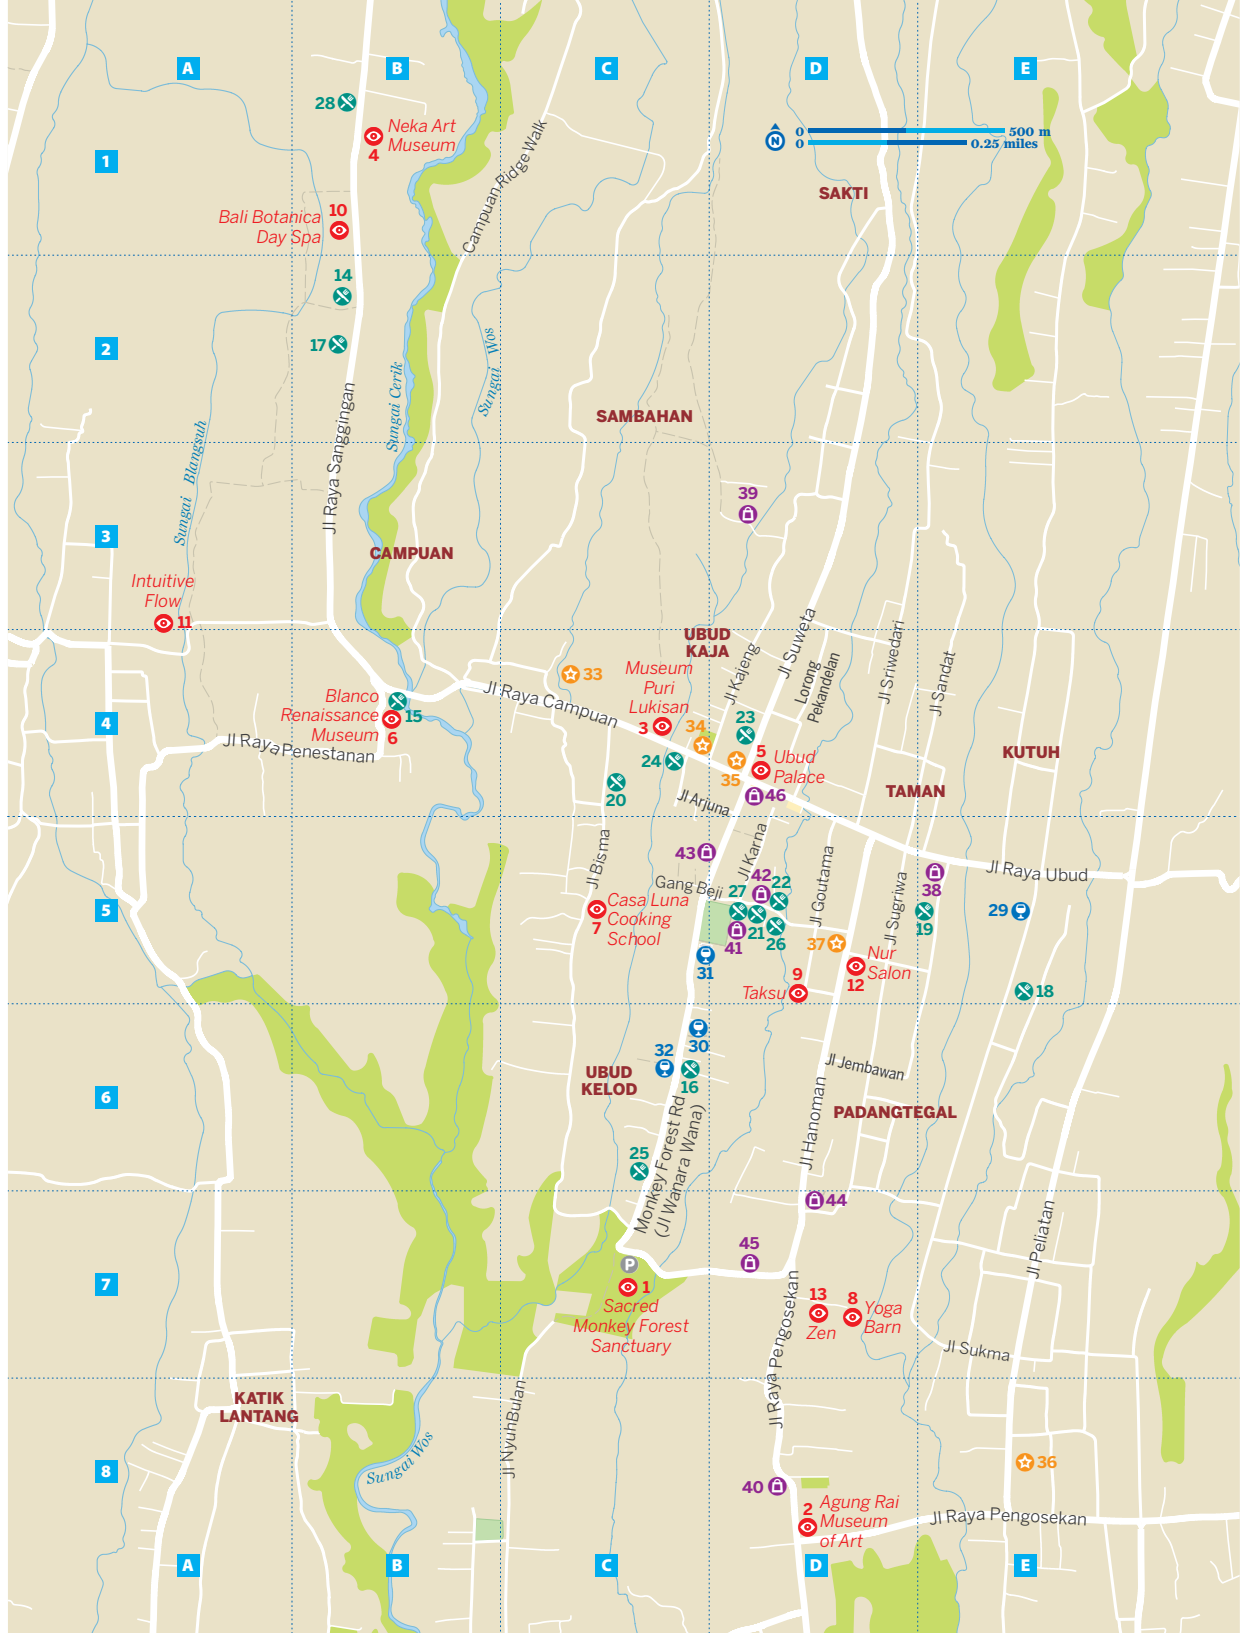 A
B
C
D
E
28
Neka Art
Museum
4
1
N
0
500 m
0
0.25 miles
Campuan Ridge Walk
SAKTI
10
Bali Botanica
Day Spa
14
17
2
Sungai Cerik
Sungai Wos
SAMBAHAN
Sungai Blangsuh
Jl Raya Sanggingan
39
3
CAMPUAN
Intuitive
Flow
11
UBUD
KAJA
Jl Kajeng
Jl Suweta
Lorong
Pekandelan
Jl Sriwedari
Jl Sandat
33
Museum
Puri
Lukisan
3
Jl Raya Campuan
Blanco
Renaissance
Museum
15
6
4
34
23
24
35
5
Ubud
Palace
46
KUTUH
Jl Raya Penestanan
20
Jl Arjuna
TAMAN
43
Jl Bisma
Jl Karna
Jl Goutama
Jl Sugriwa
Jl Raya Ubud
Gang Beji
42
22
27
38
5
Casa Luna
Cooking
School
7
21
26
41
19
29
37
Nur
Salon
12
31
9
Taksu
18
30
32
16
UBUD
KELOD
Jl Jembawan
6
Jl Hanoman
PADANGTEGAL
Monkey Forest Rd
(Jl Wanara Wana)
25
44
45
Jl Peliatan
7
P
1
Sacred
Monkey Forest
Sanctuary
13
Zen
8
Yoga
Barn
Jl Raya Pengosekan
Jl Sukma
KATIK
LANTANG
Jl NyuhBulan
Sungai Wos
8
36
40
2
Agung Rai
Museum
of Art
Jl Raya Pengosekan
A
B
C
D
E